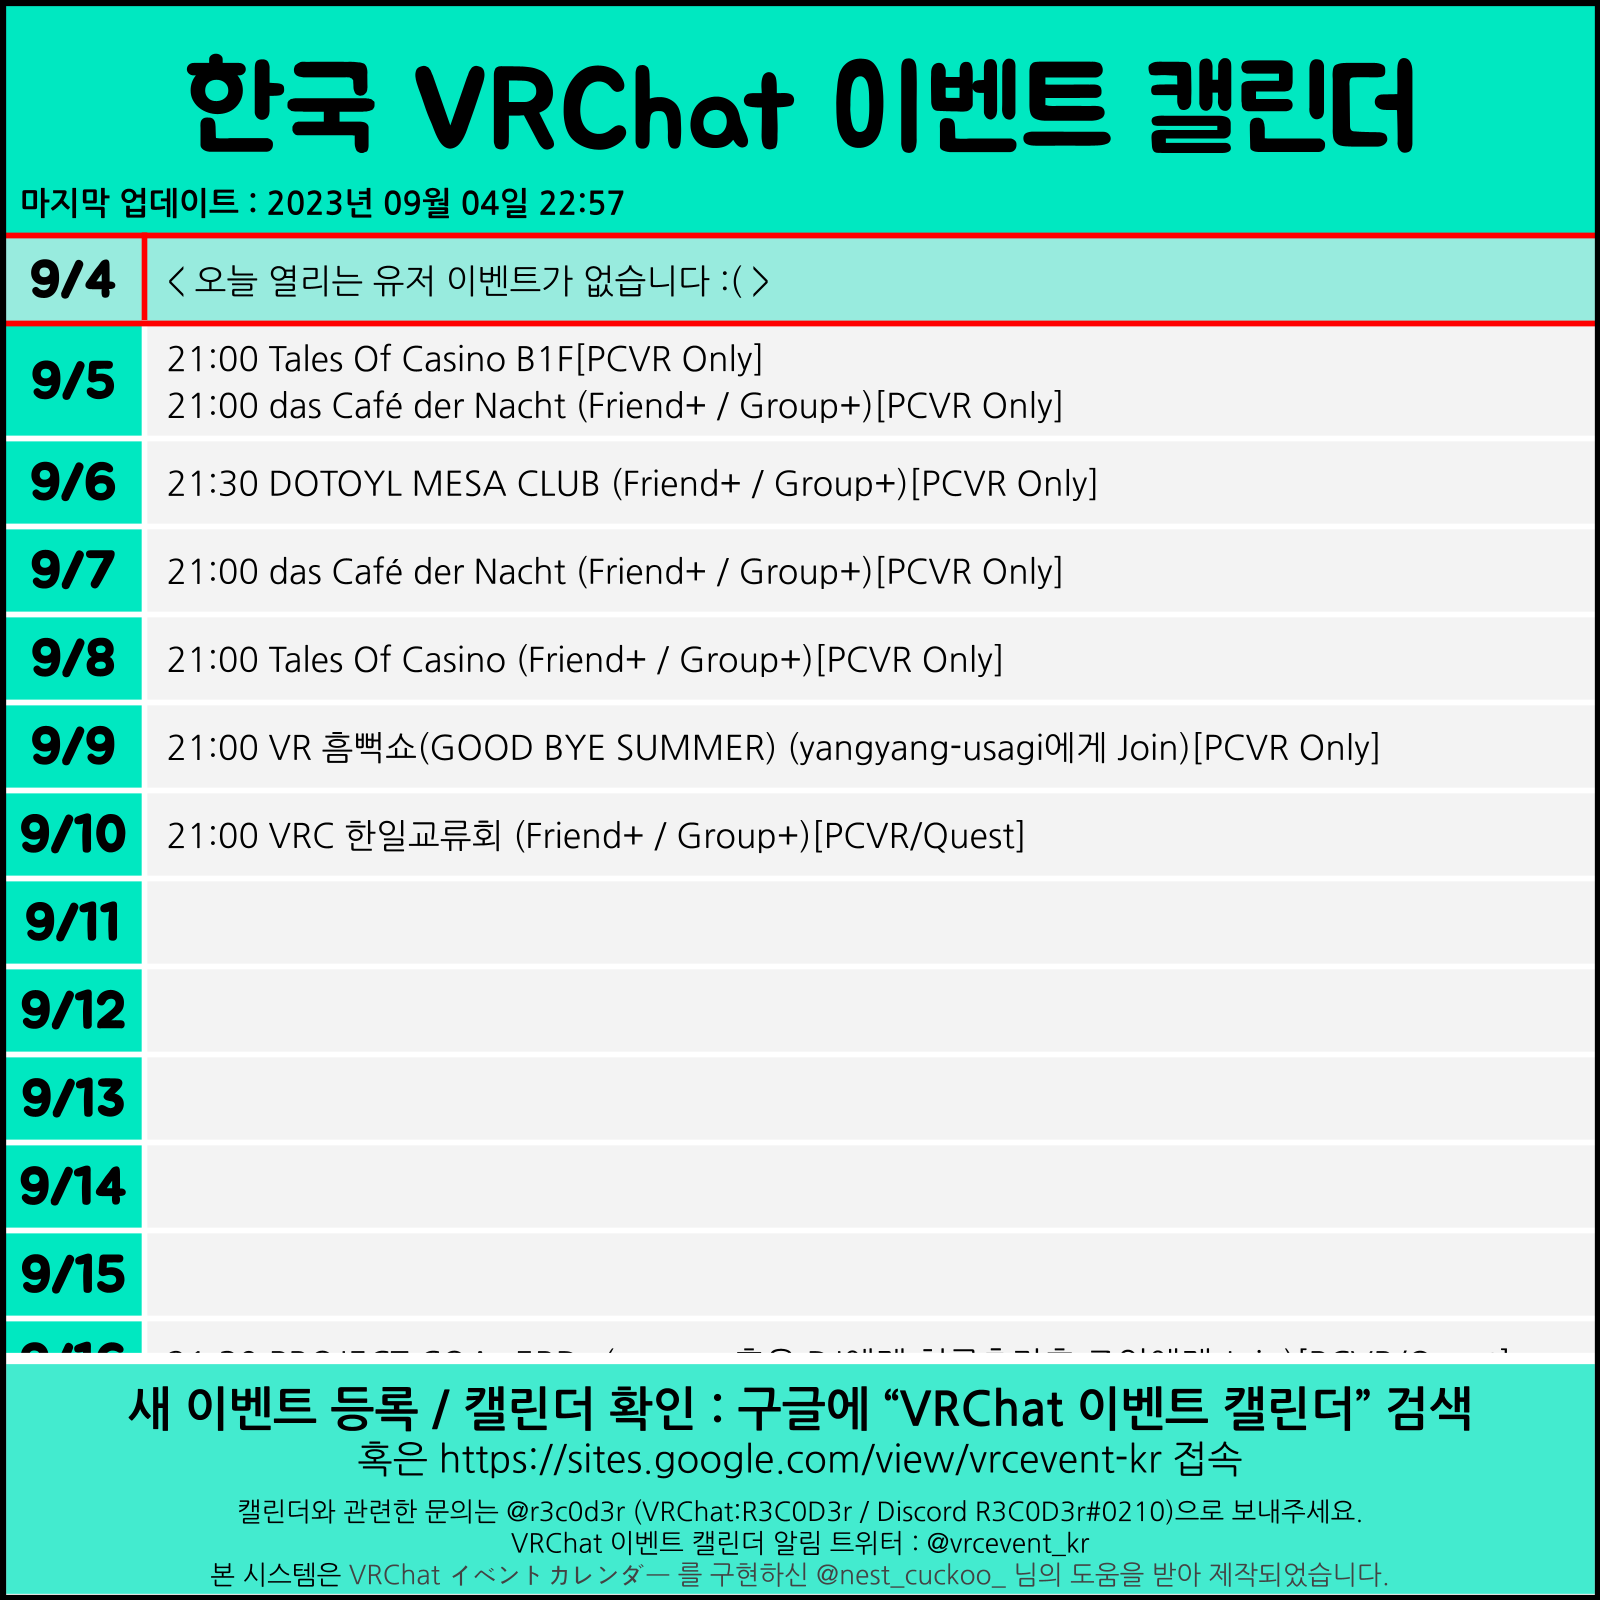 한국 VRChat 이벤트 캘린더
마지막 업데이트 : 2023년 09월 04일 22:57
9/4
< 오늘 열리는 유저 이벤트가 없습니다 :( >
9/5
21:00 Tales Of Casino B1F[PCVR Only]
21:00 das Café der Nacht (Friend+ / Group+)[PCVR Only]
9/6
21:30 DOTOYL MESA CLUB (Friend+ / Group+)[PCVR Only]
9/7
21:00 das Café der Nacht (Friend+ / Group+)[PCVR Only]
9/8
21:00 Tales Of Casino (Friend+ / Group+)[PCVR Only]
9/9
21:00 VR 흠뻑쇼(GOOD BYE SUMMER) (yangyang-usagi에게 Join)[PCVR Only]
9/10
21:00 VRC 한일교류회 (Friend+ / Group+)[PCVR/Quest]
9/11
9/12
9/13
9/14
9/15
새 이벤트 등록 / 캘린더 확인 : 구글에 “VRChat 이벤트 캘린더” 검색
혹은 https://sites.google.com/view/vrcevent-kr 접속
캘린더와 관련한 문의는 @r3c0d3r (VRChat:R3C0D3r / Discord R3C0D3r#0210)으로 보내주세요.
VRChat 이벤트 캘린더 알림 트위터 : @vrcevent_kr
본 시스템은 VRChat イベントカレンダー 를 구현하신 @nest_cuckoo_ 님의 도움을 받아 제작되었습니다.